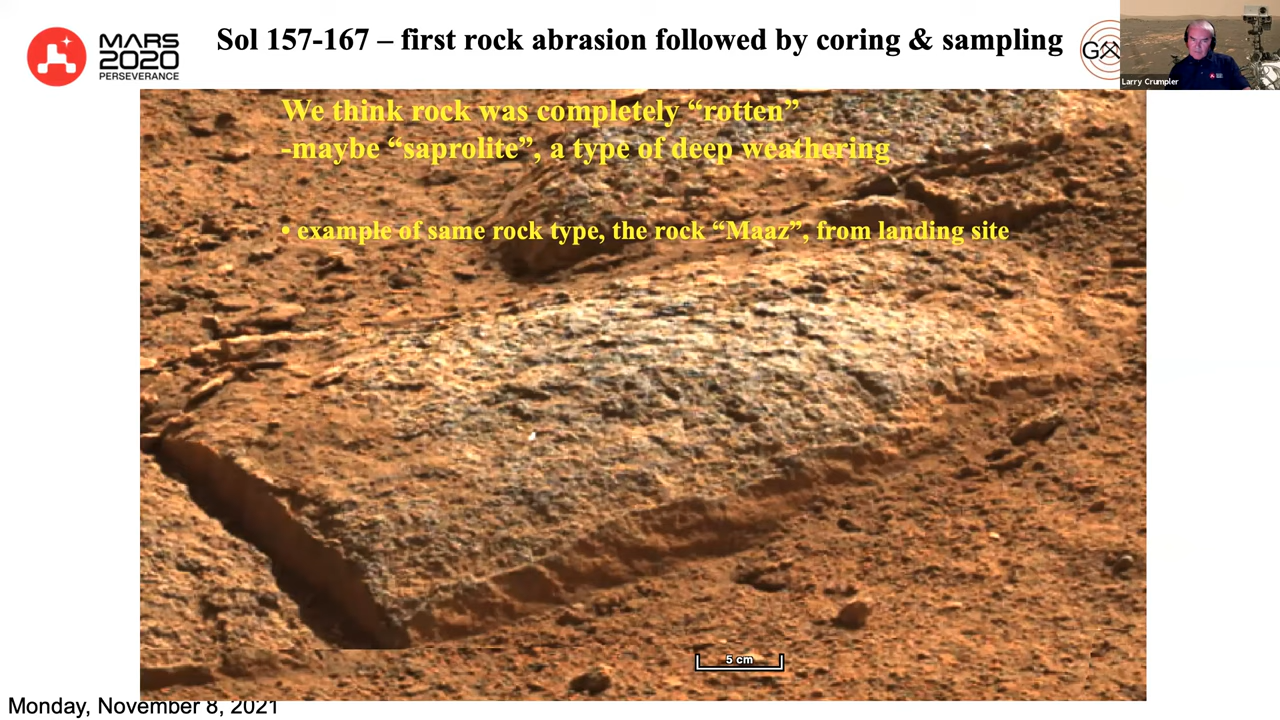 MARS
2020
PERSEVERANCE
Sol 157-167 – first rock abrasion followed by coring & sampling
G
Larry Crumpler
We think rock was completely “rotten”
-maybe “saprolite”, a type of deep weathering
• example of same rock type, the rock “Maaz”, from landing site
5 cm
Monday, November 8, 2021